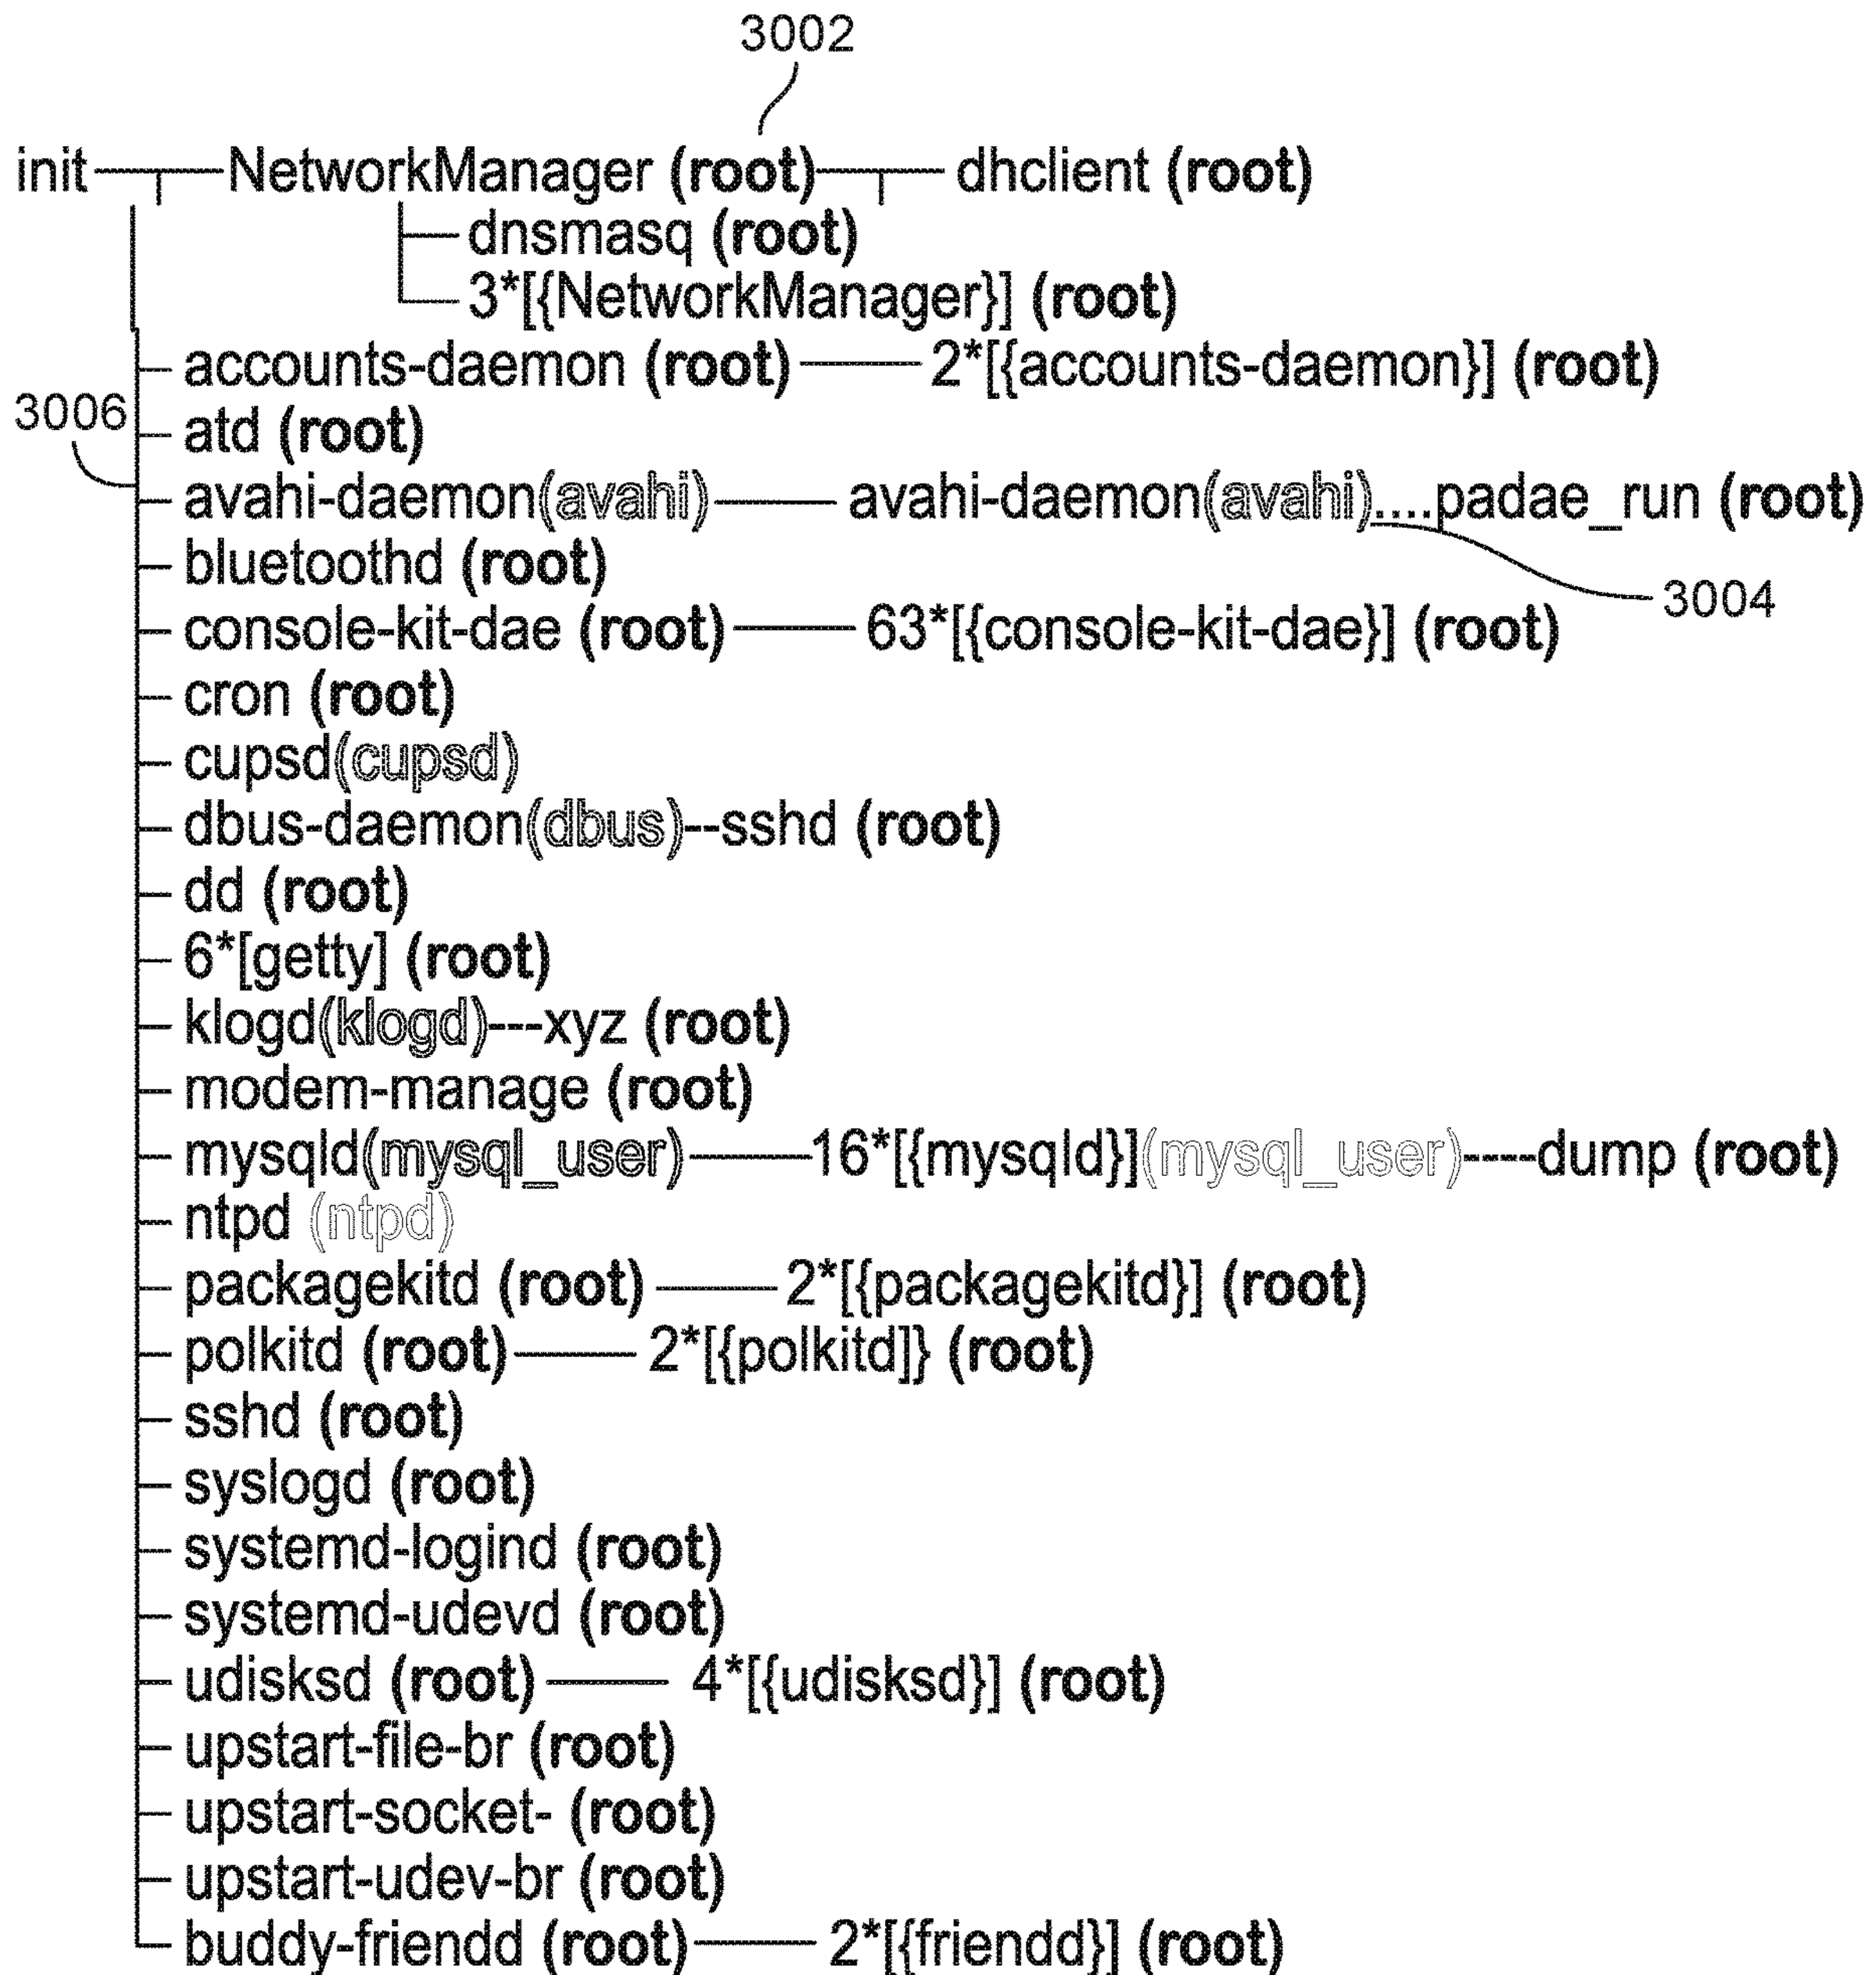 3002
init NetworkManager (root) dhclient (root)
dnsmasq (root)
3*[{NetworkManager}] (root)
accounts-daemon (root) 2*[{accounts-daemon}] (root)
3006
atd (root)
avahi-daemon(avahi) avahi-daemon(avahi)....padae_run (root)
bluetoothd (root)
3004
console-kit-dae (root) 63*[{console-kit-dae}] (root)
cron (root)
cupsd(cupsd)
dbus-daemon(dbus)--sshd (root)
dd (root)
6*[getty] (root)
klogd(klogd)---xyz (root)
modem-manage (root)
mysqld(mysql_user) 16*[{mysqld}](mysql_user)----dump (root)
ntpd (ntpd)
packagekitd (root) 2*[{packagekitd}] (root)
polkitd (root) 2*[{polkitd]} (root)
sshd (root)
syslogd (root)
systemd-logind (root)
systemd-udevd (root)
udisksd (root) 4*[{udisksd}] (root)
upstart-file-br (root)
upstart-socket- (root)
upstart-udev-br (root)
buddy-friendd (root) 2*[{friendd}] (root)